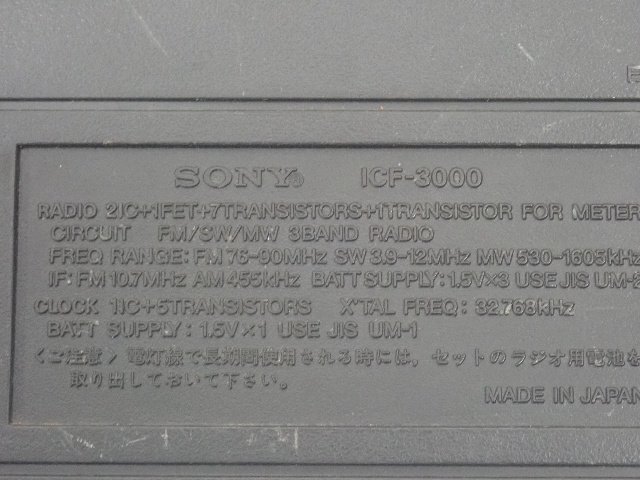 SONY® ICF-3000
RADIO 2IC+1FET+7TRANSISTORS+1TRANSISTOR FOR METER
CIRCUIT FM/SW/MW 3BAND RADIO
FREQ RANGE: FM 76-90MHz SW 3.9-12MHz MW 530-1605kHz
IF: FM 10.7MHz AM 455kHz BATT SUPPLY: 1.5V×3 USE JIS UM-2
CLOCK 1IC+5TRANSISTORS X'TAL FREQ: 32.768kHz
BATT SUPPLY: 1.5V×1 USE JIS UM-1
〈ご注意〉電灯線で長期間使用される時には，セットのラジオ用電池を
取り出しておいて下さい。
MADE IN JAPAN